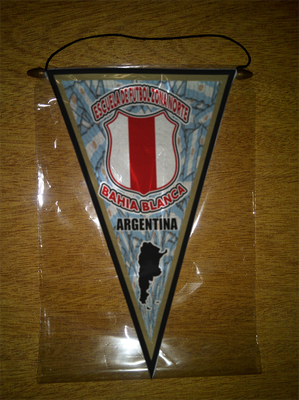 ESCUELA DE FUTBOL ZONA NORTE
BAHIA BLANCA
ARGENTINA